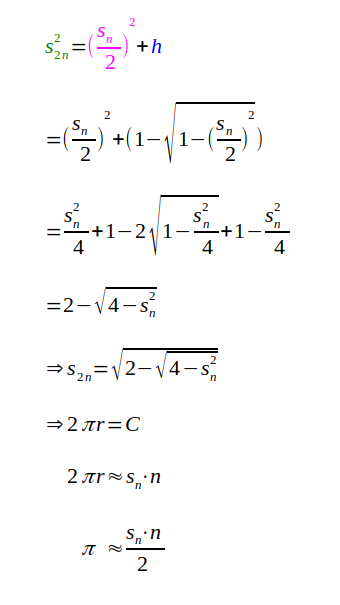 s_{2n}^2=(s_n/2)^2+h
=(s_n/2)^2+(1−√(1−(s_n/2)^2))
=s_n^2/4+1−2√(1−s_n^2/4)+1−s_n^2/4
=2−√(4−s_n^2)
⇒s_{2n}=√(2−√(4−s_n^2))
⇒2πr=C
2πr≈s_n·n
π≈s_n·n/2